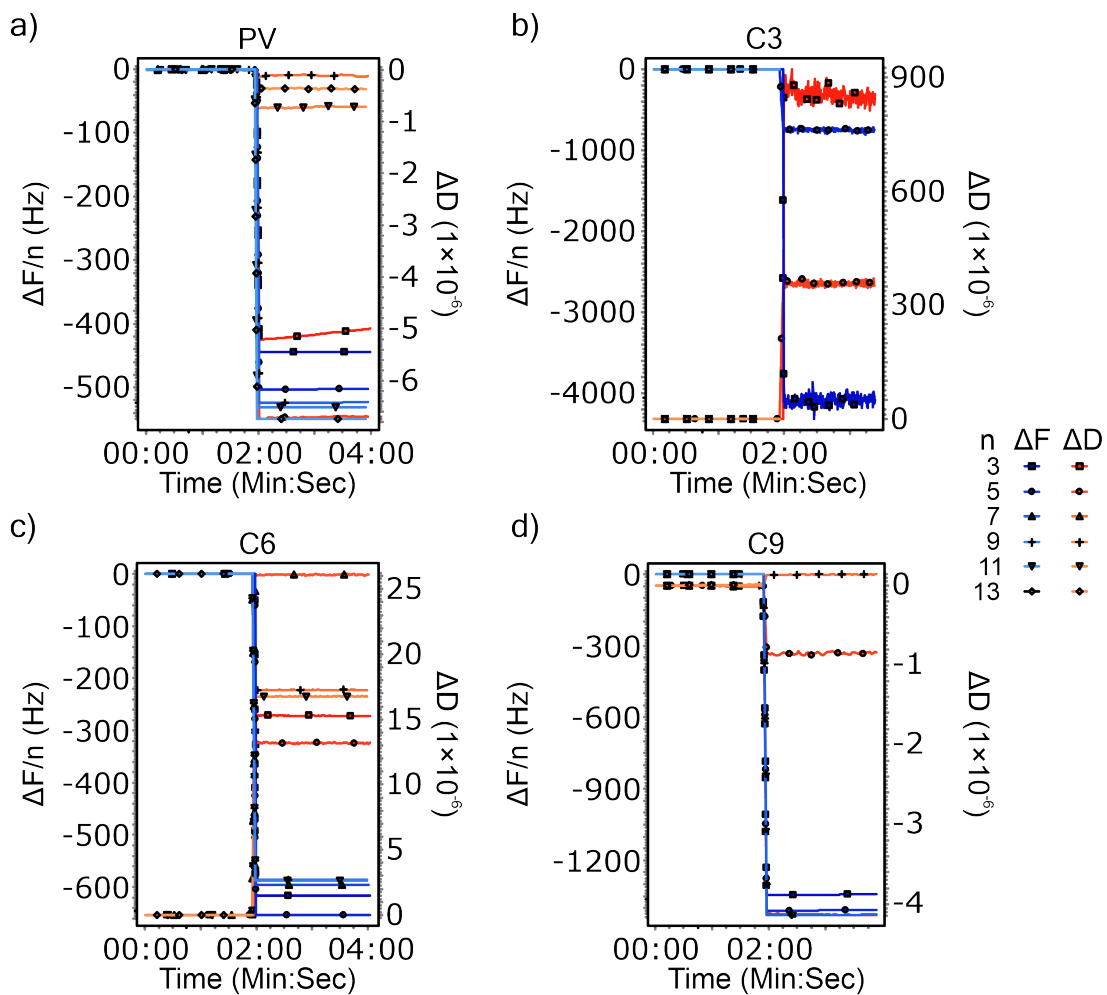 a)
PV
0
-100
-200
-300
-400
-500
ΔF/n (Hz)
0
-1
-2
-3
-4
-5
-6
ΔD (1×10⁻⁶)
00:00
02:00
04:00
Time (Min:Sec)
b)
C3
0
-1000
-2000
-3000
-4000
ΔF/n (Hz)
900
600
300
0
ΔD (1×10⁻⁶)
00:00
02:00
Time (Min:Sec)
n ΔF ΔD
3
5
7
9
11
13
c)
C6
0
-100
-200
-300
-400
-500
-600
ΔF/n (Hz)
25
20
15
10
5
0
ΔD (1×10⁻⁶)
00:00
02:00
04:00
Time (Min:Sec)
d)
C9
0
-300
-600
-900
-1200
ΔF/n (Hz)
0
-1
-2
-3
-4
ΔD (1×10⁻⁶)
00:00
02:00
Time (Min:Sec)